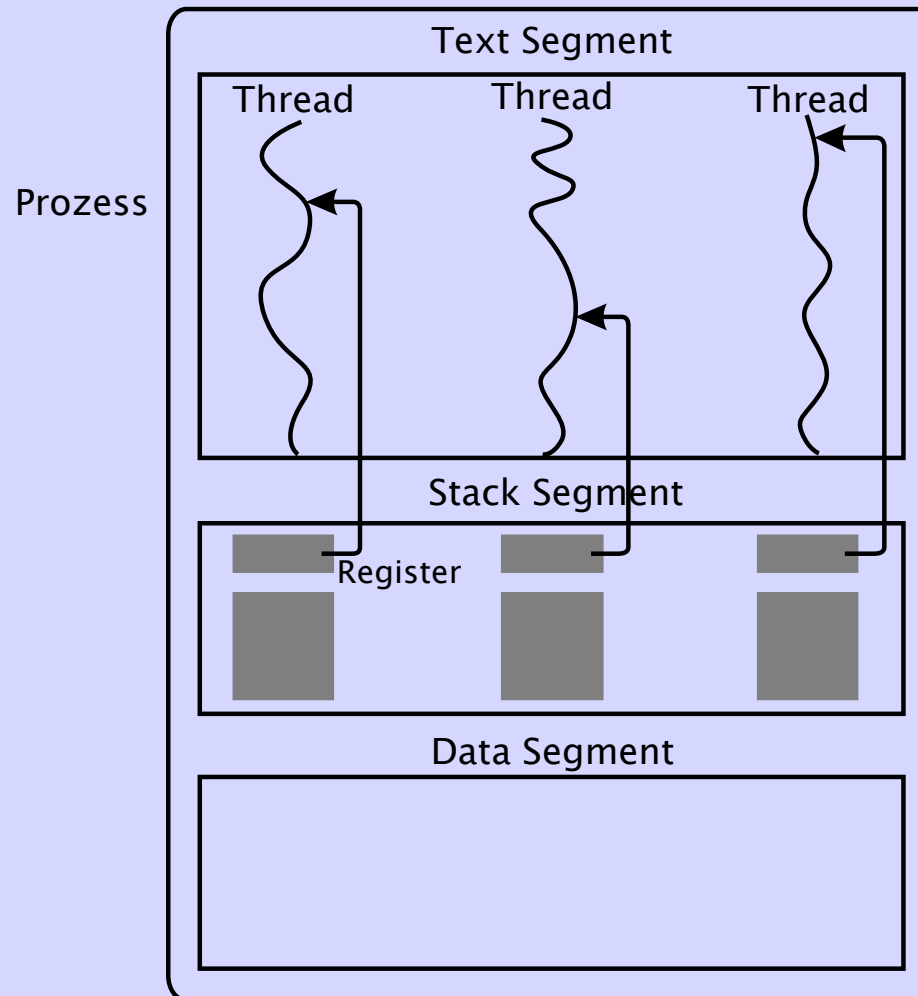 Text Segment
Thread Thread Thread
Prozess
Stack Segment
Register
Data Segment